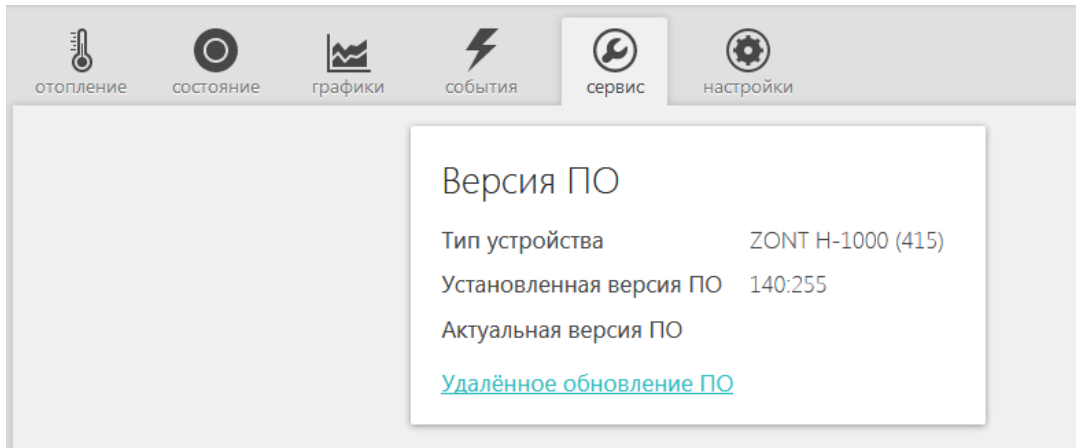 отопление состояние графики события сервис настройки
Версия ПО
Тип устройства ZONT H-1000 (415)
Установленная версия ПО 140:255
Актуальная версия ПО
Удалённое обновление ПО